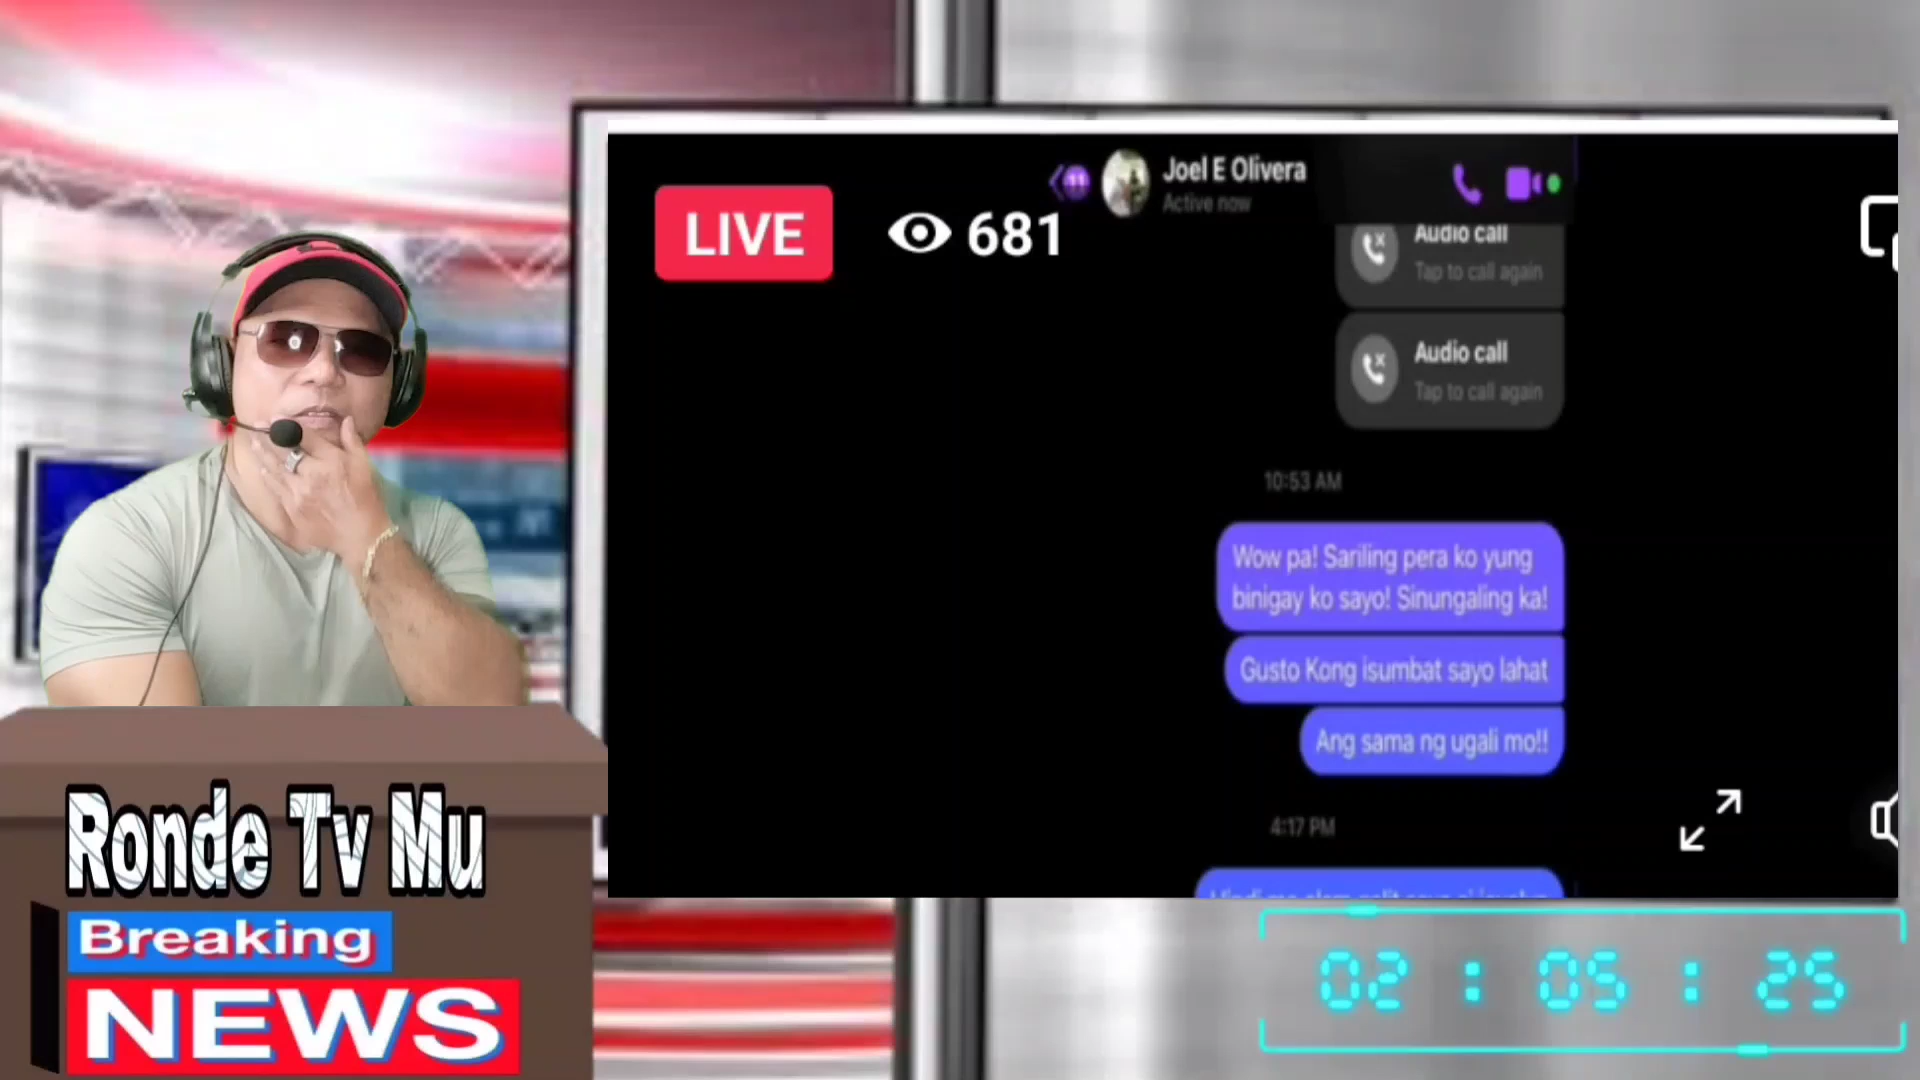 Joel E Olivera
Active now
LIVE
681
Audio call
Tap to call again
Audio call
Tap to call again
10:53 AM
Wow pa! Sariling pera ko yung
binigay ko sayo! Sinungaling ka!
Gusto Kong isumbat sayo lahat
Ang sama ng ugali mo!!
4:17 PM
Ronde Tv Mu
Breaking
NEWS
02 : 05 : 25